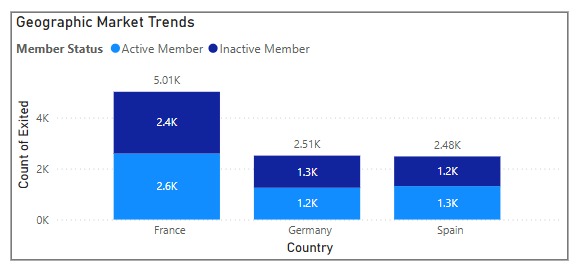 Geographic Market Trends
Member Status Active Member Inactive Member
Count of Exited
4K
2K
0K
5.01K
2.4K
2.6K
2.51K
1.3K
1.2K
2.48K
1.2K
1.3K
France Germany Spain
Country